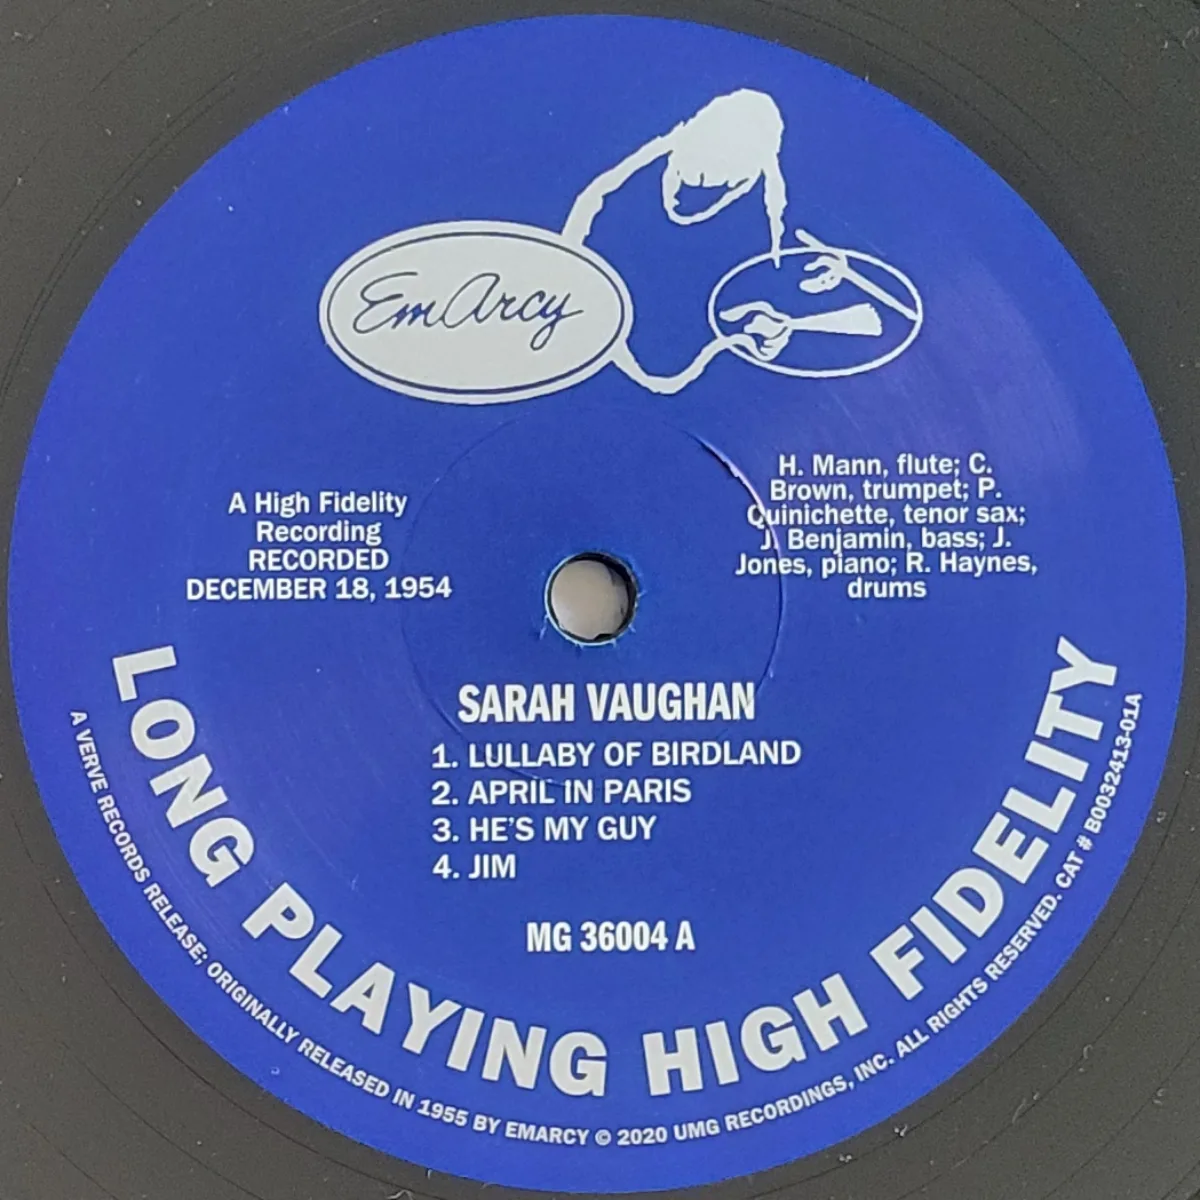 EmArcy
A High Fidelity
Recording
RECORDED
DECEMBER 18, 1954
H. Mann, flute; C.
Brown, trumpet; P.
Quinichette, tenor sax;
J. Benjamin, bass; J.
Jones, piano; R. Haynes,
drums
SARAH VAUGHAN
1. LULLABY OF BIRDLAND
2. APRIL IN PARIS
3. HE'S MY GUY
4. JIM
MG 36004 A
LONG PLAYING HIGH FIDELITY
A VERVE RECORDS RELEASE; ORIGINALLY RELEASED IN 1955 BY EMARCY © 2020 UMG RECORDINGS, INC. ALL RIGHTS RESERVED. CAT # B0032413-01A